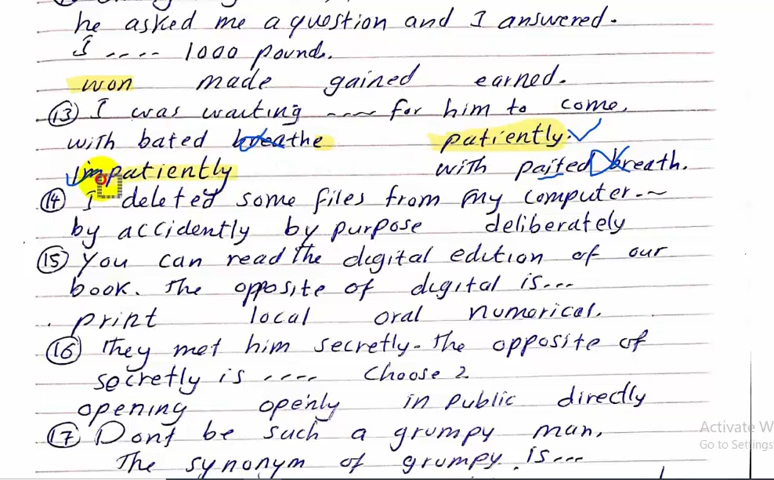 he asked me a question and I answered.
I .... 1000 pounds.
won made gained earned.
13 I was waiting .... for him to come.
with bated breathe patiently
impatiently with paited breath.
14 I deleted some files from my computer..
by accidently by purpose deliberately
15 You can read the digital edition of our
book. The opposite of digital is...
print local oral numerical.
16 They met him secretly. The opposite of
secretly is .... choose 2
opening openly in public directly
17 Dont be such a grumpy man.
The synonym of grumpy is...
Activate W
Go to Settings